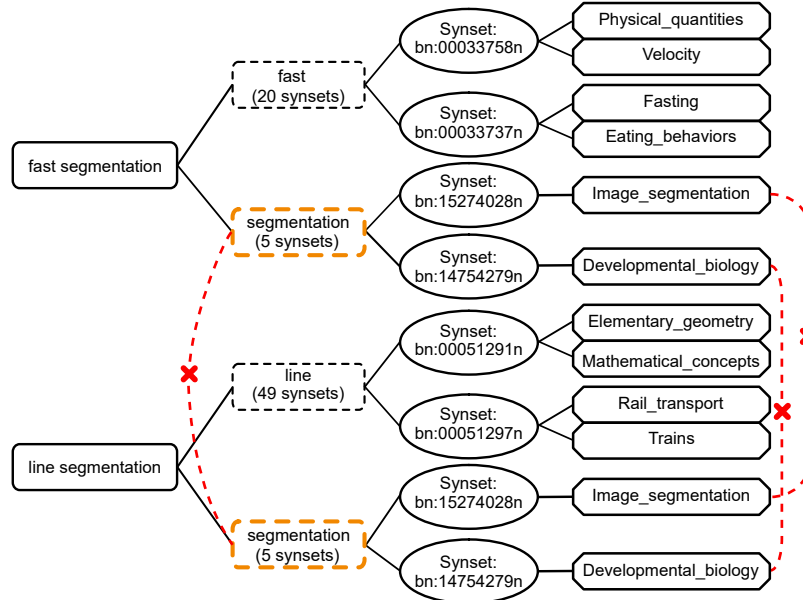 fast segmentation
fast
(20 synsets)
Synset:
bn:00033758n
Physical_quantities
Velocity
Synset:
bn:00033737n
Fasting
Eating_behaviors
segmentation
(5 synsets)
Synset:
bn:15274028n
Image_segmentation
Synset:
bn:14754279n
Developmental_biology
line segmentation
line
(49 synsets)
Synset:
bn:00051291n
Elementary_geometry
Mathematical_concepts
Synset:
bn:00051297n
Rail_transport
Trains
segmentation
(5 synsets)
Synset:
bn:15274028n
Image_segmentation
Synset:
bn:14754279n
Developmental_biology